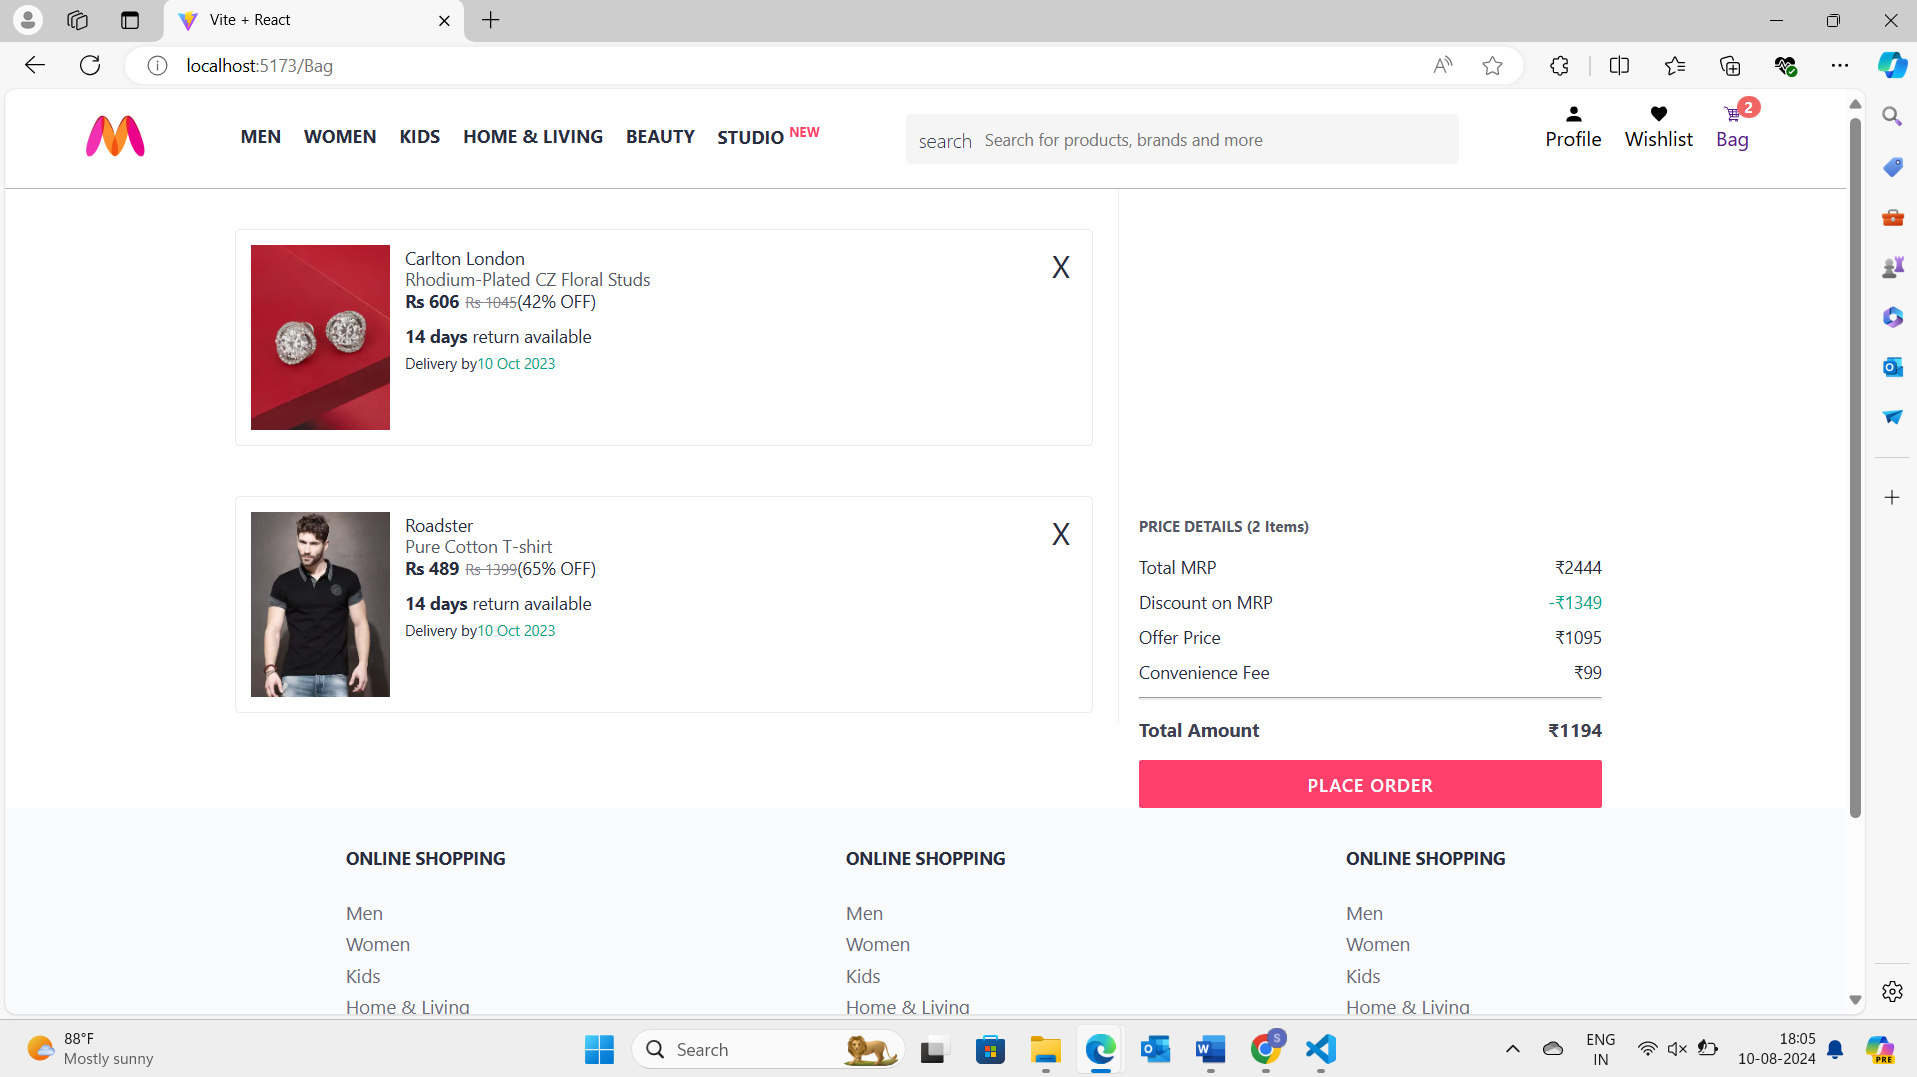 Vite + React
localhost:5173/Bag
MEN WOMEN KIDS HOME & LIVING BEAUTY STUDIO NEW
search Search for products, brands and more
Profile Wishlist Bag 2
Carlton London X
Rhodium-Plated CZ Floral Studs
Rs 606 Rs 1045(42% OFF)
14 days return available
Delivery by10 Oct 2023
Roadster X
Pure Cotton T-shirt
Rs 489 Rs 1399(65% OFF)
14 days return available
Delivery by10 Oct 2023
PRICE DETAILS (2 Items)
Total MRP ₹2444
Discount on MRP -₹1349
Offer Price ₹1095
Convenience Fee ₹99
Total Amount ₹1194
PLACE ORDER
ONLINE SHOPPING ONLINE SHOPPING ONLINE SHOPPING
Men Men Men
Women Women Women
Kids Kids Kids
Home & Living Home & Living Home & Living
88°F
Mostly sunny
Search
S
ENG
IN
18:05
10-08-2024
PRE